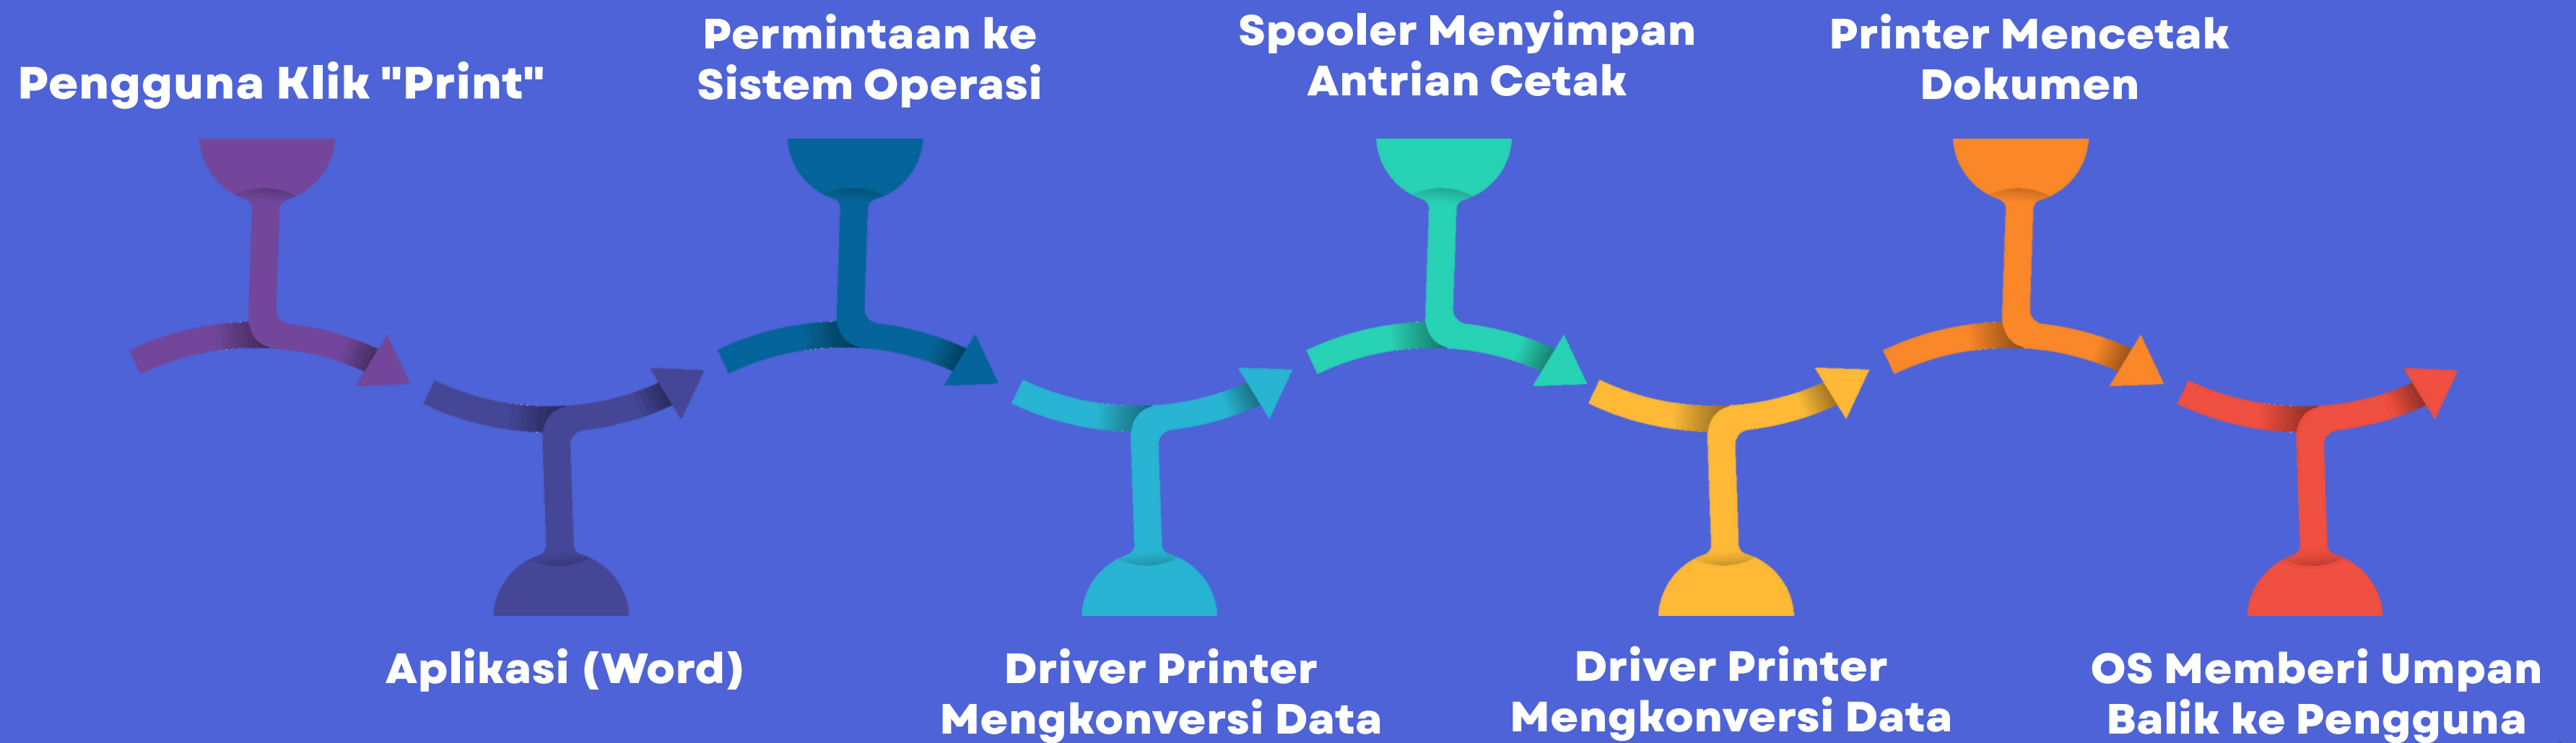 Pengguna Klik "Print"
Aplikasi (Word)
Permintaan ke
Sistem Operasi
Driver Printer
Mengkonversi Data
Spooler Menyimpan
Antrian Cetak
Driver Printer
Mengkonversi Data
Printer Mencetak
Dokumen
OS Memberi Umpan
Balik ke Pengguna